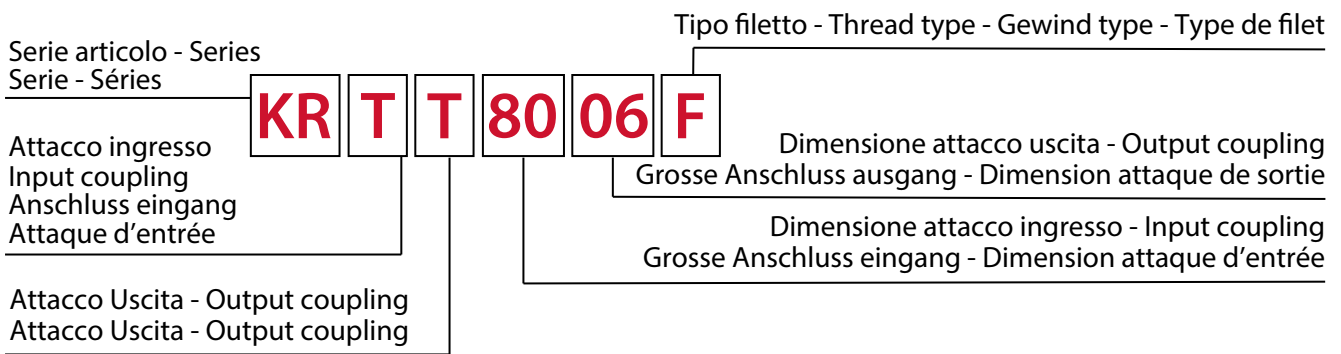 Tipo filetto - Thread type - Gewind type - Type de filet
Serie articolo - Series
Serie - Séries
KR T T 80 06 F
Attacco ingresso
Input coupling
Anschluss eingang
Attaque d'entrée
Dimensione attacco uscita - Output coupling
Grosse Anschluss ausgang - Dimension attaque de sortie
Dimensione attacco ingresso - Input coupling
Grosse Anschluss eingang - Dimension attaque d'entrée
Attacco Uscita - Output coupling
Attacco Uscita - Output coupling